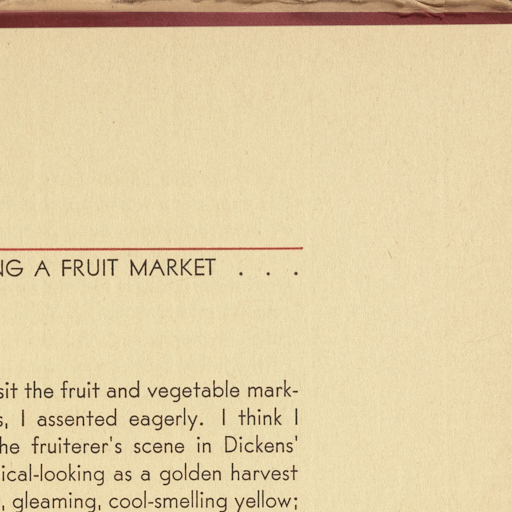 NG A FRUIT MARKET . . .
sit the fruit and vegetable mark-
s, I assented eagerly. I think I
he fruiterer's scene in Dickens'
ical-looking as a golden harvest
, gleaming, cool-smelling yellow;